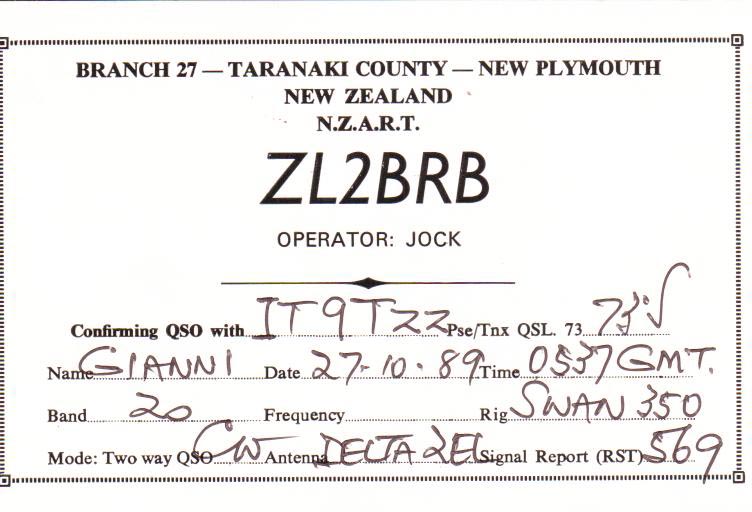 BRANCH 27 — TARANAKI COUNTY — NEW PLYMOUTH
NEW ZEALAND
N.Z.A.R.T.
ZL2BRB
OPERATOR: JOCK
Confirming QSO with IT9TZZ Pse/Tnx QSL. 73 73's
Name GIANNI Date 27-10-89 Time 0537 GMT.
Band 20 Frequency Rig SWAN 350
Mode: Two way QSO CW Antenna DELTA 2EL Signal Report (RST) 569